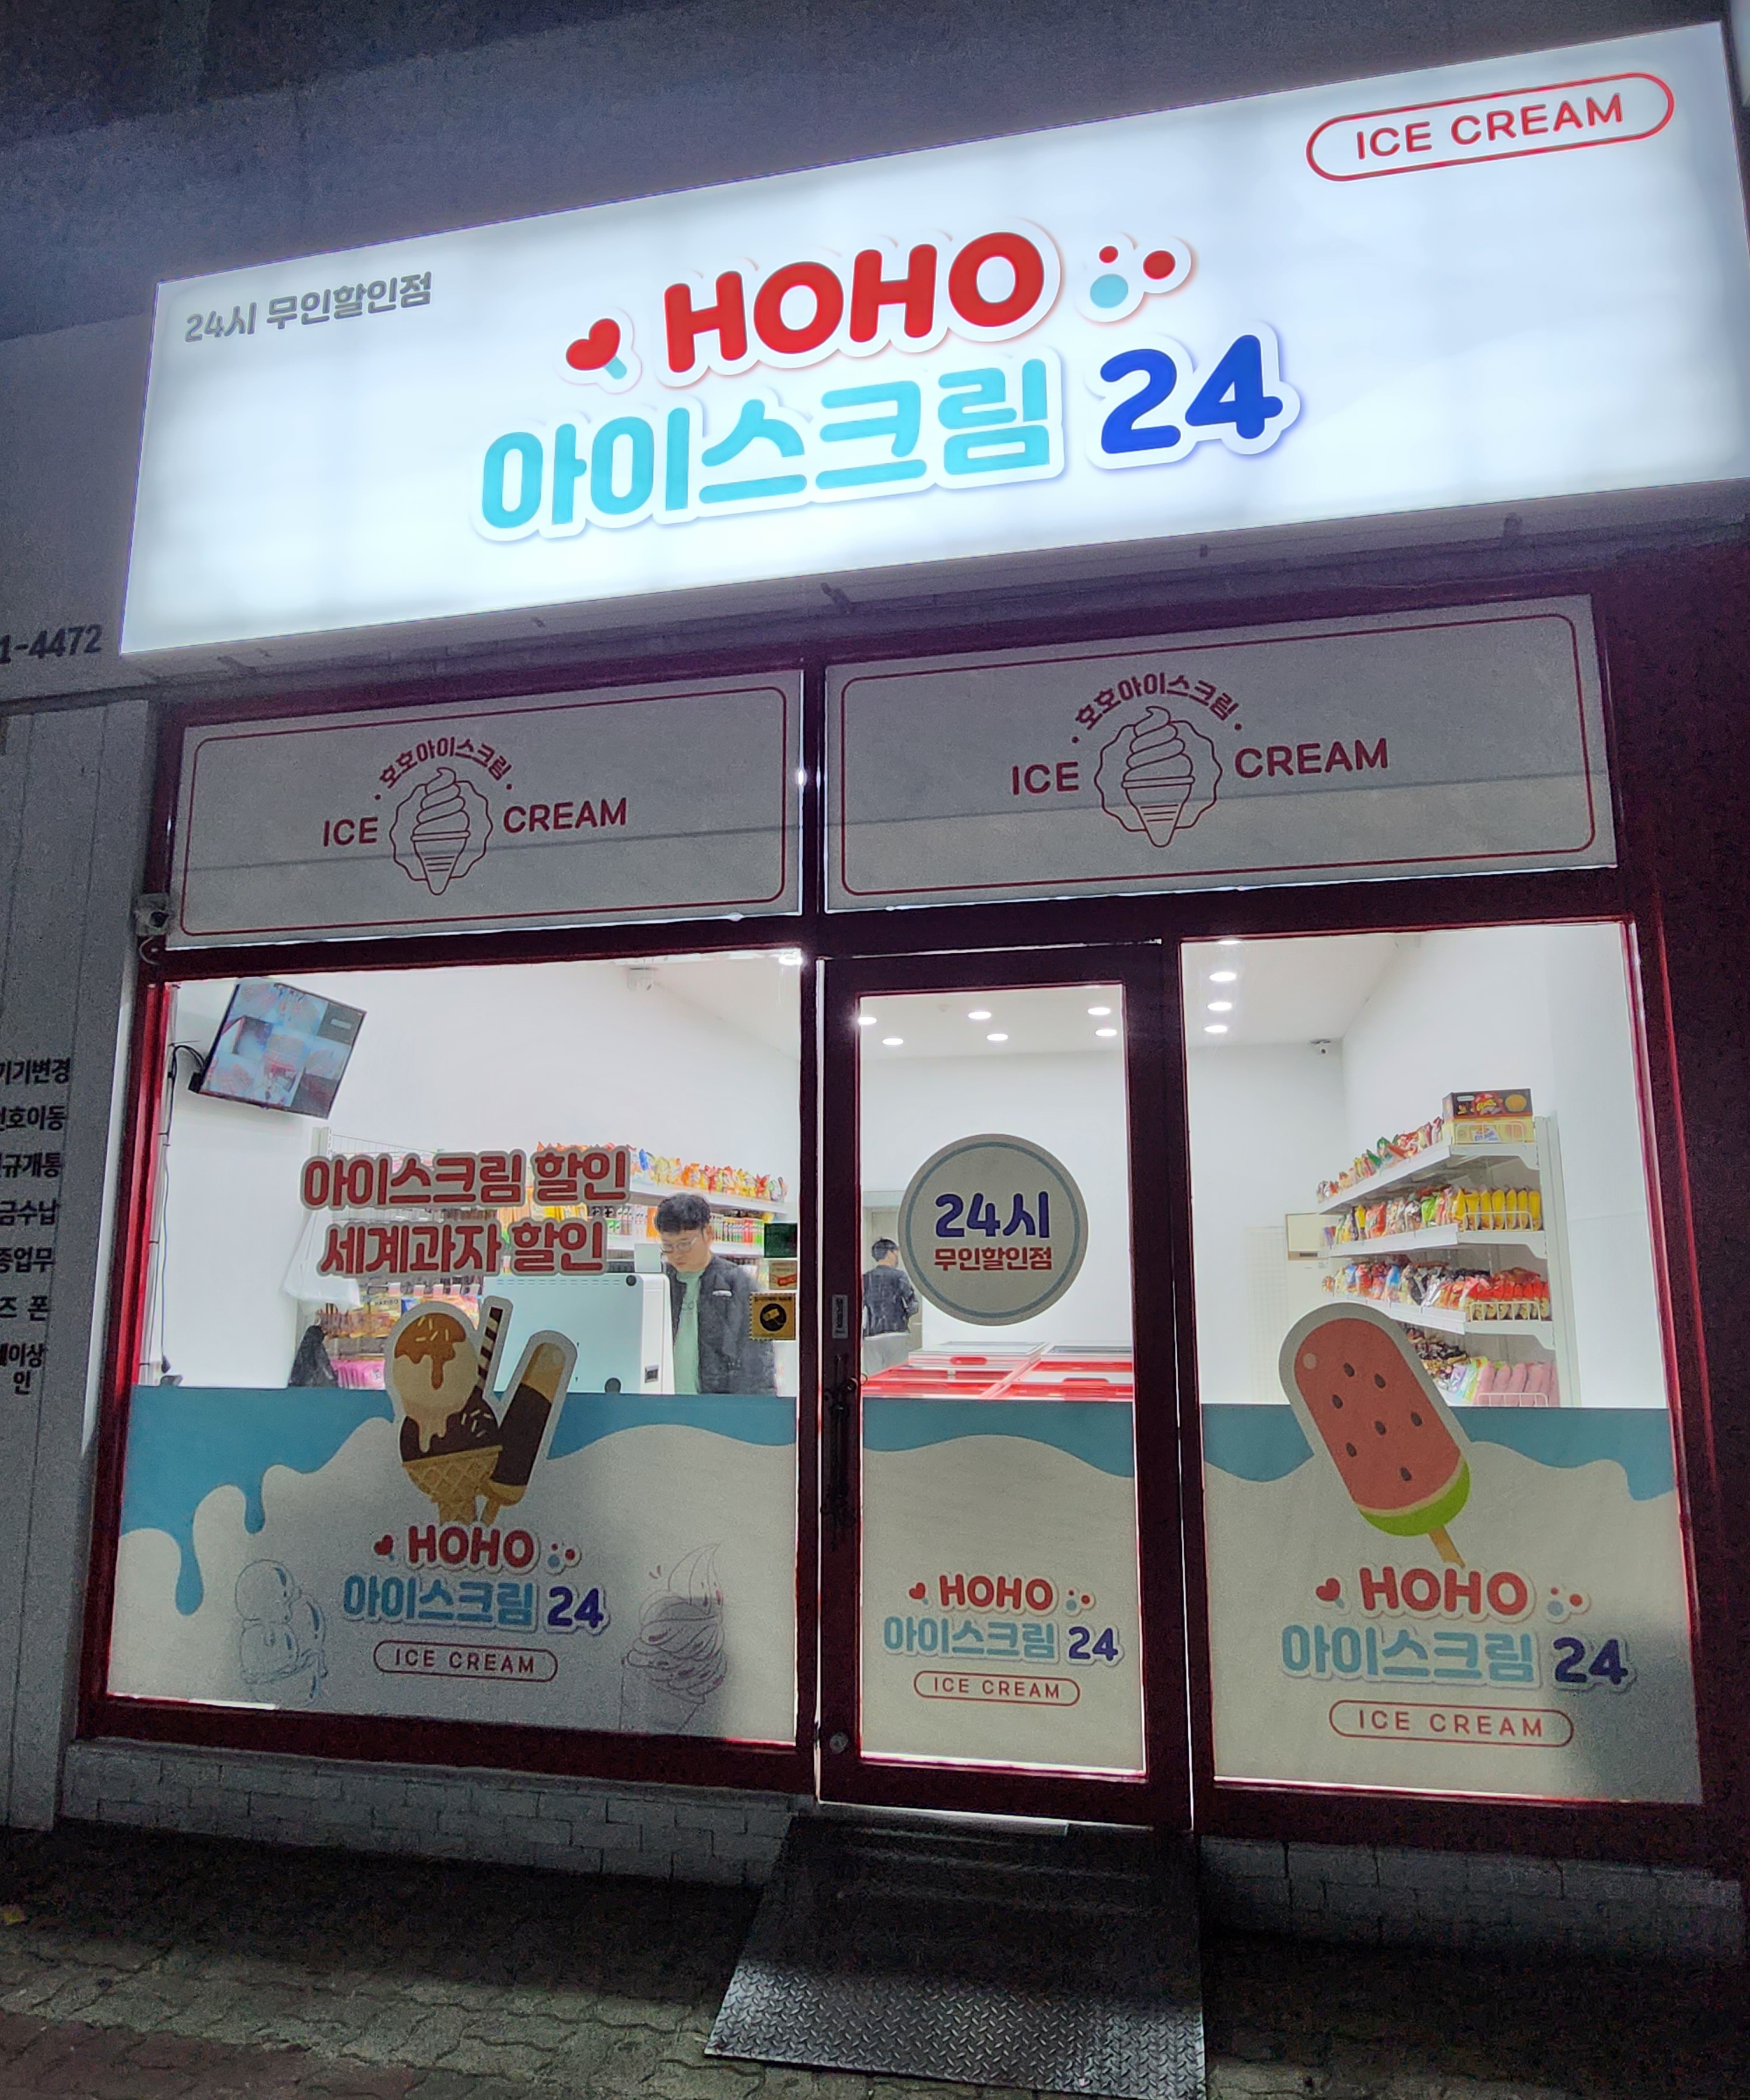 ICE CREAM
24시 무인할인점
HOHO
아이스크림 24
1-4472
호호아이스크림
ICE CREAM
호호아이스크림
ICE CREAM
기기변경
호이동
규개통
금수납
업무
즈 폰
이상
인
아이스크림 할인
세계과자 할인
24시
무인할인점
HOHO
아이스크림 24
ICE CREAM
HOHO
아이스크림 24
ICE CREAM
HOHO
아이스크림 24
ICE CREAM